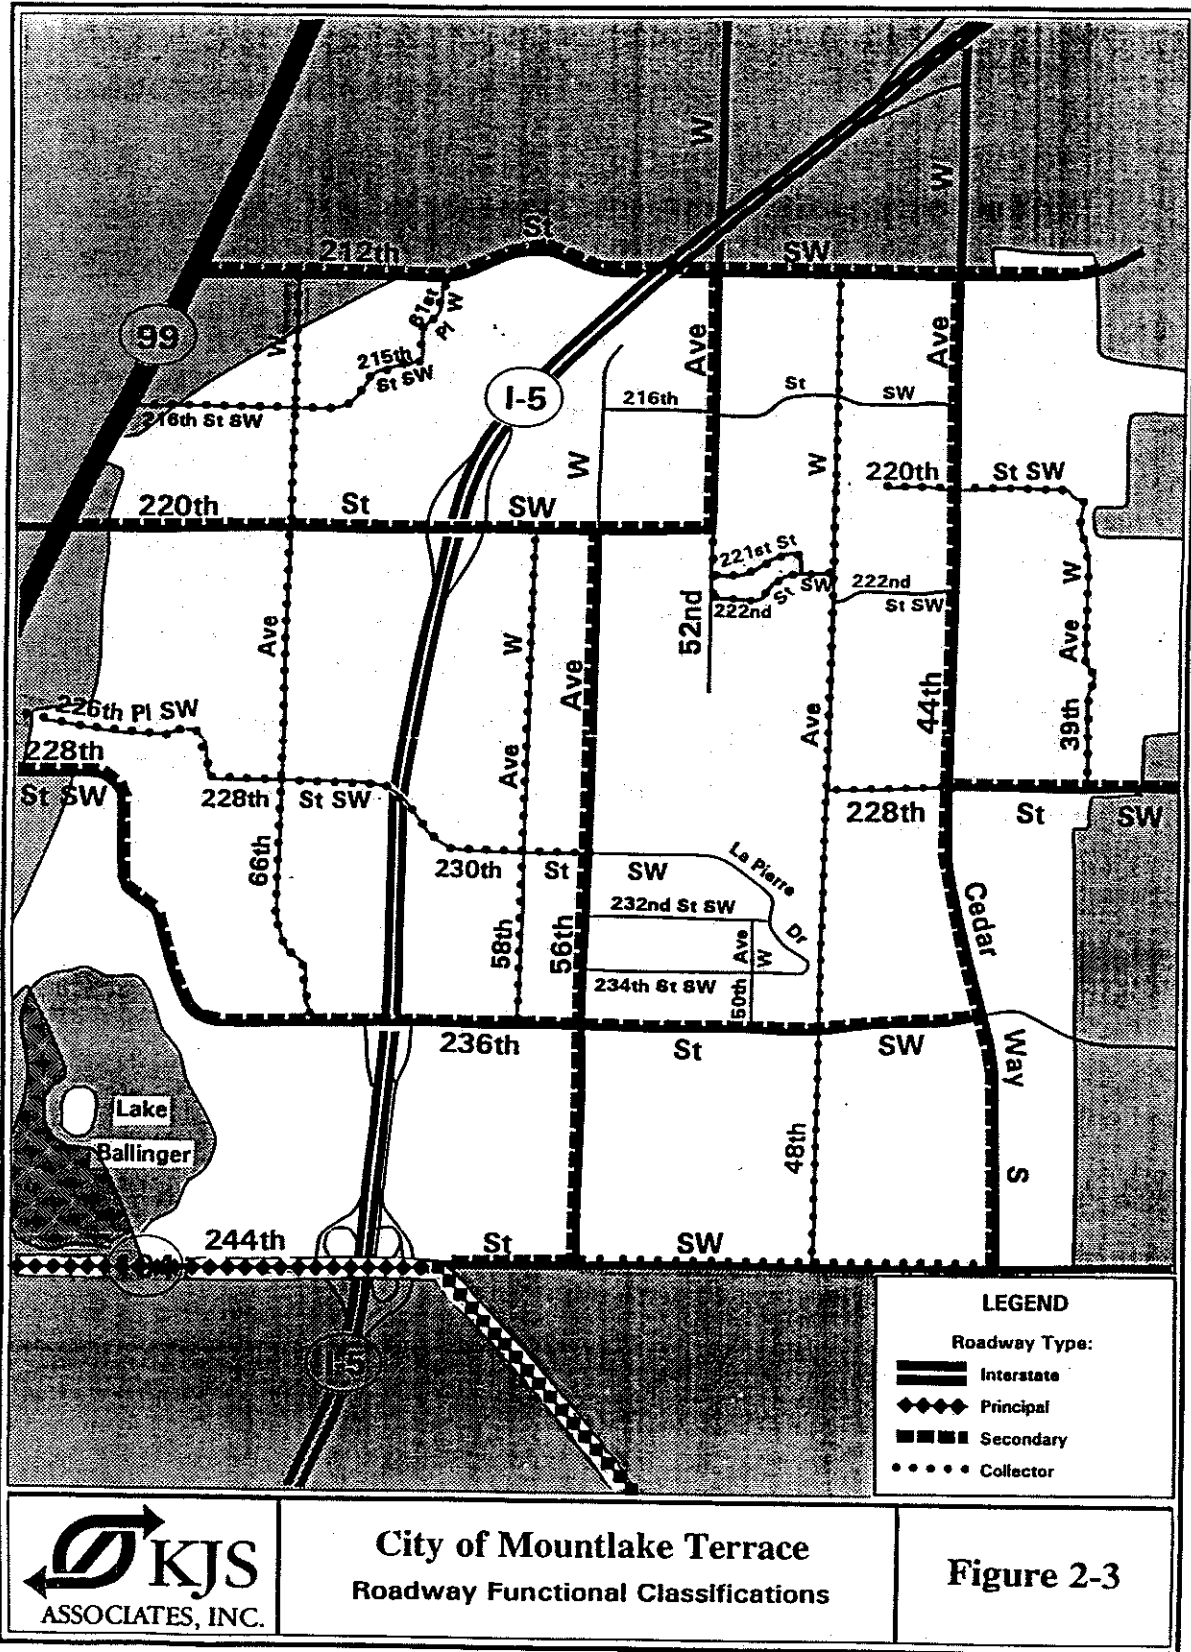 W
W
St
212th
SW
W
61st
Pl
W
99
215th
St SW
216th St SW
I-5
Ave
Ave
216th
St
SW
W
W
220th
St SW
220th
St
SW
221st St
222nd
St SW
222nd
St SW
W
W
Ave
Ave
52nd
44th
Ave
39th
226th Pl SW
228th
St SW
228th
St SW
Ave
Ave
228th
St
SW
66th
230th
St
SW
La Pierre
Dr
232nd St SW
58th
56th
Ave
W
50th
234th St SW
Cedar
Way
S
236th
St
SW
Lake
Ballinger
48th
244th
St
SW
I-5
LEGEND
Roadway Type:
Interstate
Principal
Secondary
Collector
KJS
ASSOCIATES, INC.
City of Mountlake Terrace
Roadway Functional Classifications
Figure 2-3